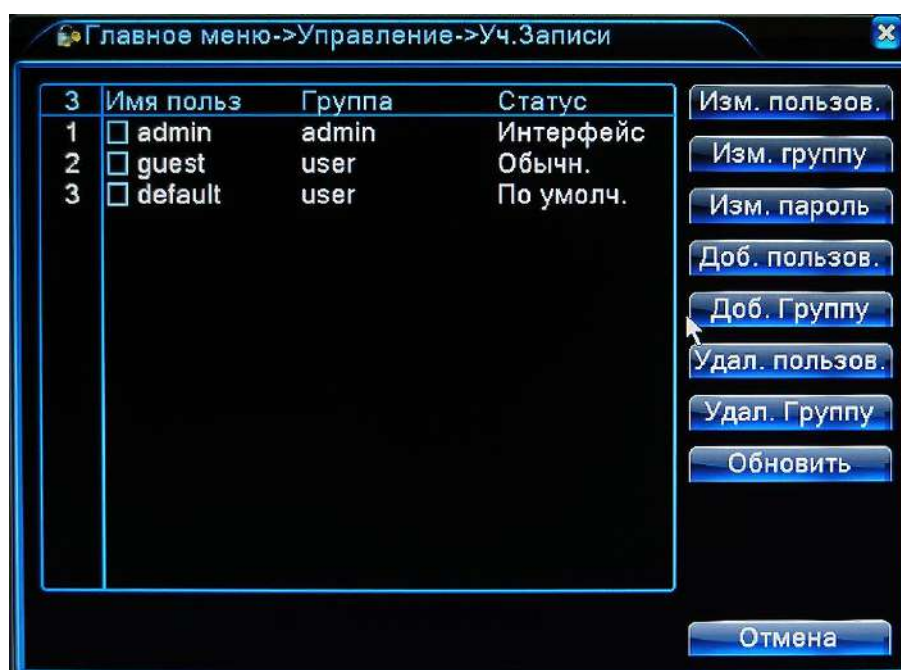 Главное меню->Управление->Уч.Записи
3 Имя польз Группа Статус
1 admin admin Интерфейс
2 guest user Обычн.
3 default user По умолч.
Изм. пользов.
Изм. группу
Изм. пароль
Доб. пользов.
Доб. Группу
Удал. пользов.
Удал. Группу
Обновить
Отмена